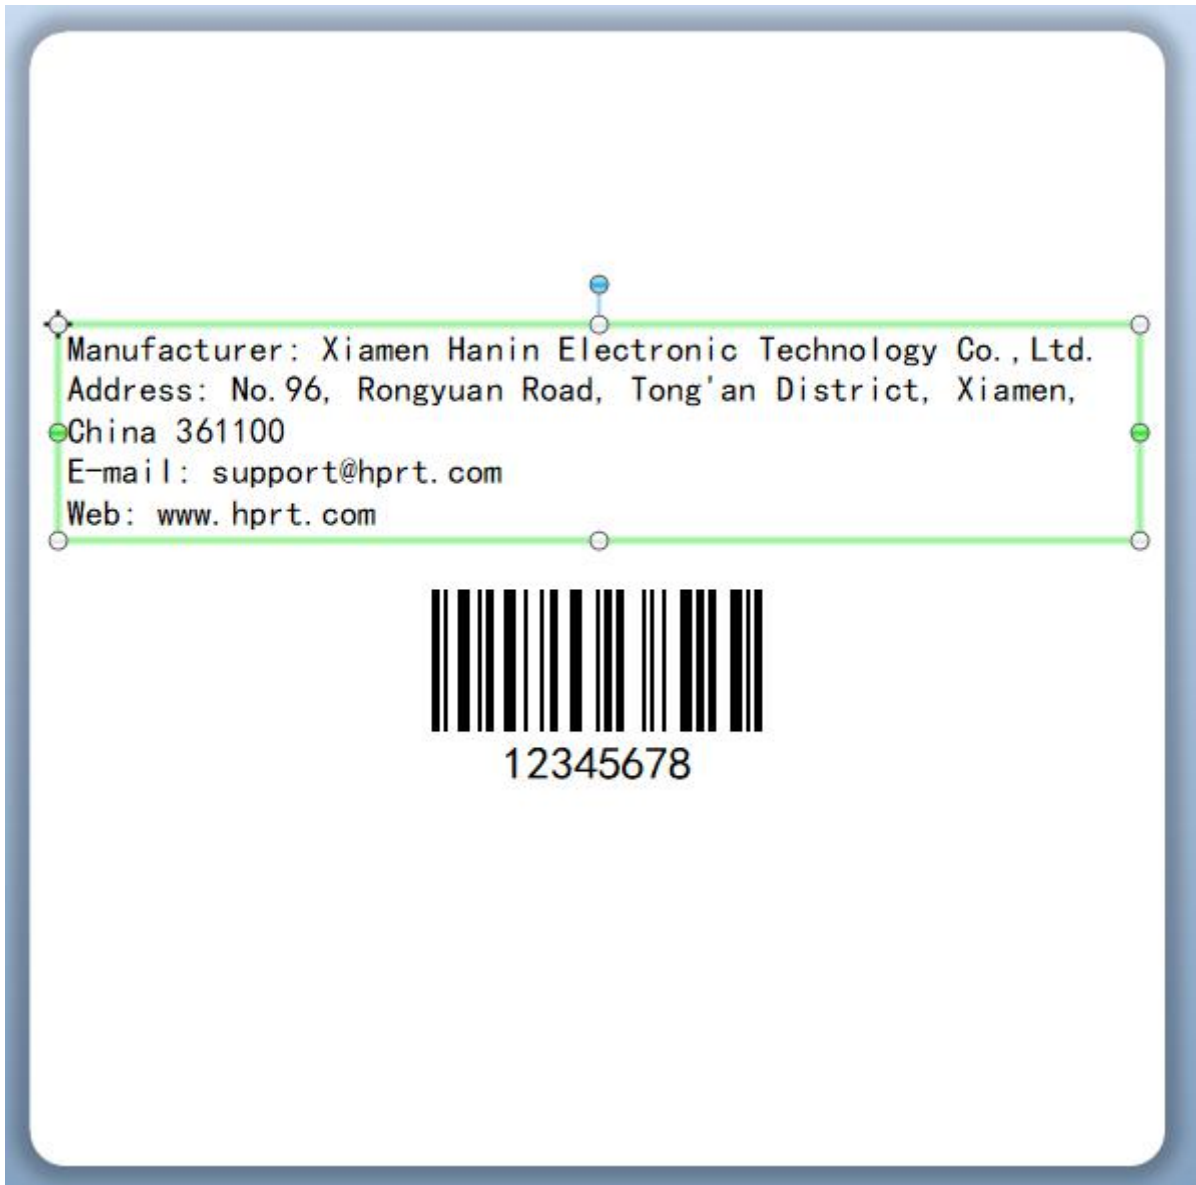 Manufacturer: Xiamen Hanin Electronic Technology Co.,Ltd.
Address: No.96, Rongyuan Road, Tong'an District, Xiamen,
China 361100
E-mail: support@hprt.com
Web: www.hprt.com
12345678